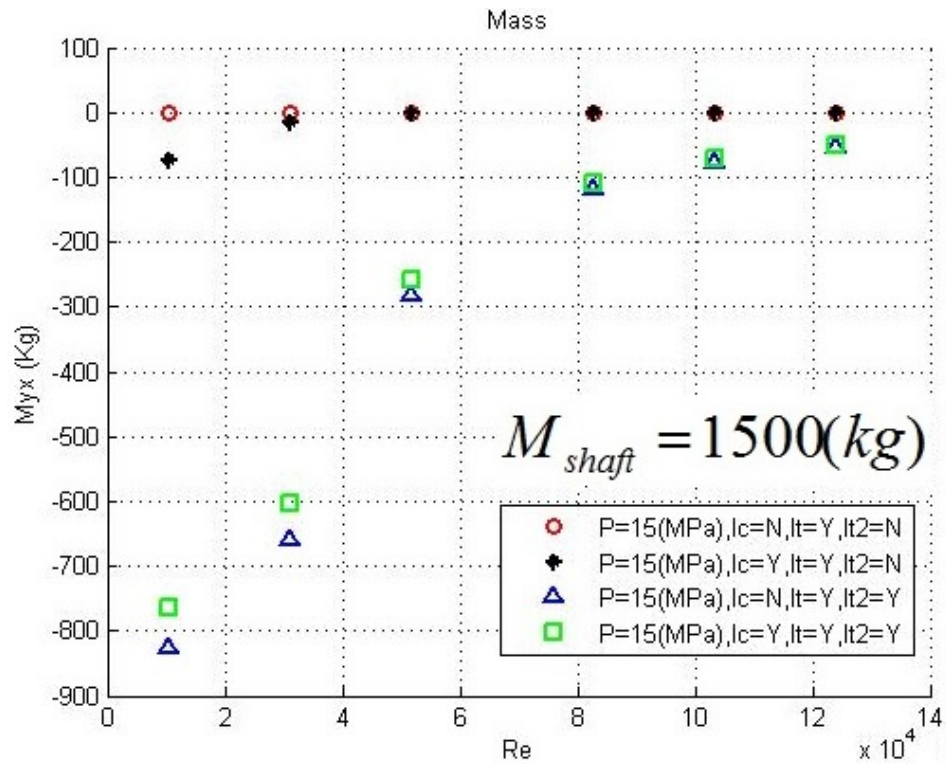 Mass
100
0
-100
-200
-300
-400
-500
-600
-700
-800
-900
Myx (Kg)
M shaft = 1500(kg)
P=15(MPa),Ic=N,It=Y,It2=N
P=15(MPa),Ic=Y,It=Y,It2=N
P=15(MPa),Ic=N,It=Y,It2=Y
P=15(MPa),Ic=Y,It=Y,It2=Y
0 2 4 6 8 10 12 14
Re
x 10^4